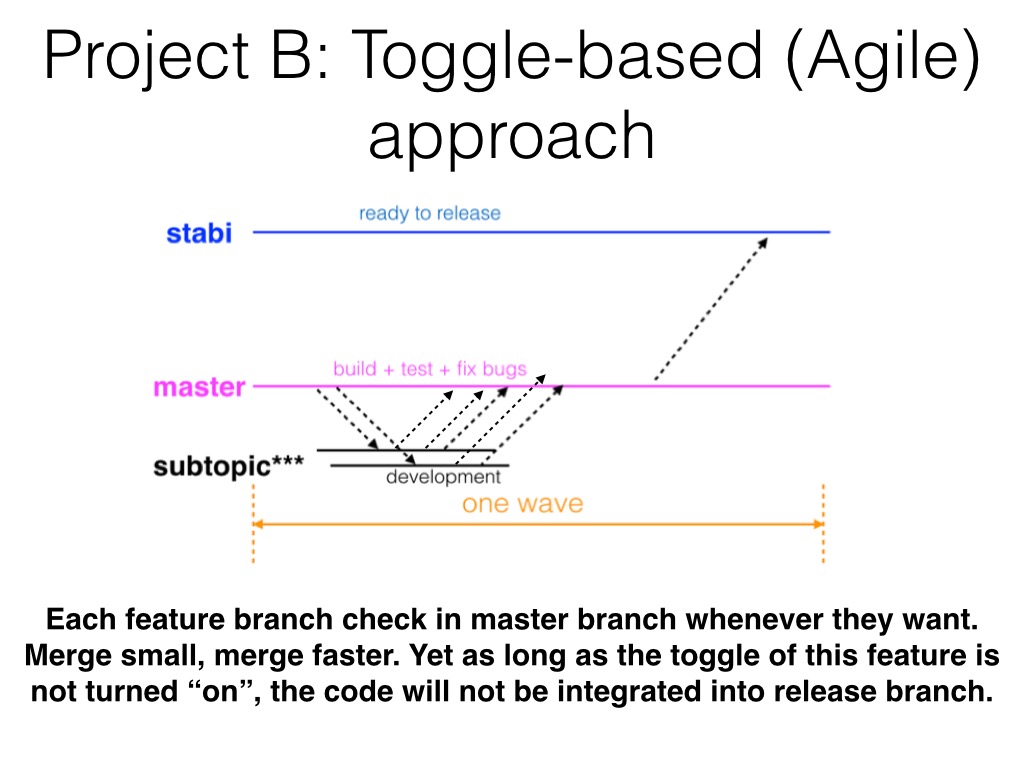 Project B: Toggle-based (Agile)
approach
ready to release
stabi
build + test + fix bugs
master
subtopic***
development
one wave
Each feature branch check in master branch whenever they want.
Merge small, merge faster. Yet as long as the toggle of this feature is
not turned “on”, the code will not be integrated into release branch.